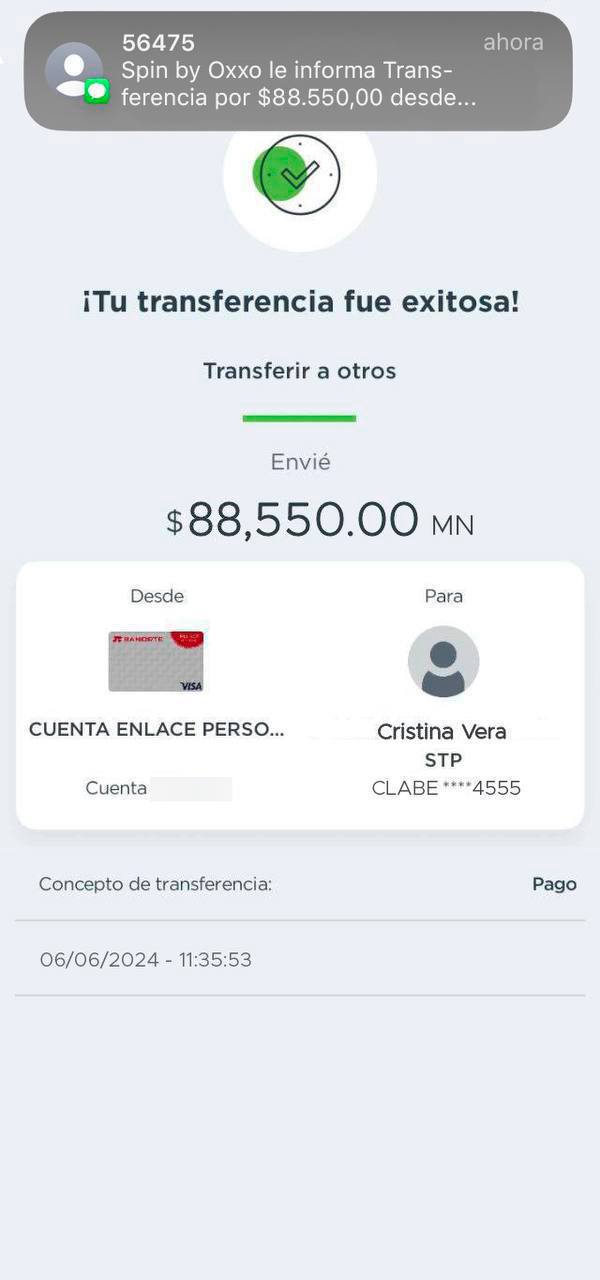 56475
ahora
Spin by Oxxo le informa Trans-
ferencia por $88.550,00 desde...
¡Tu transferencia fue exitosa!
Transferir a otros
Envié
$88,550.00 MN
Desde
Para
BANORTE
VISA
CUENTA ENLACE PERSO...
Cristina Vera
STP
Cuenta
CLABE ****4555
Concepto de transferencia:
Pago
06/06/2024 - 11:35:53